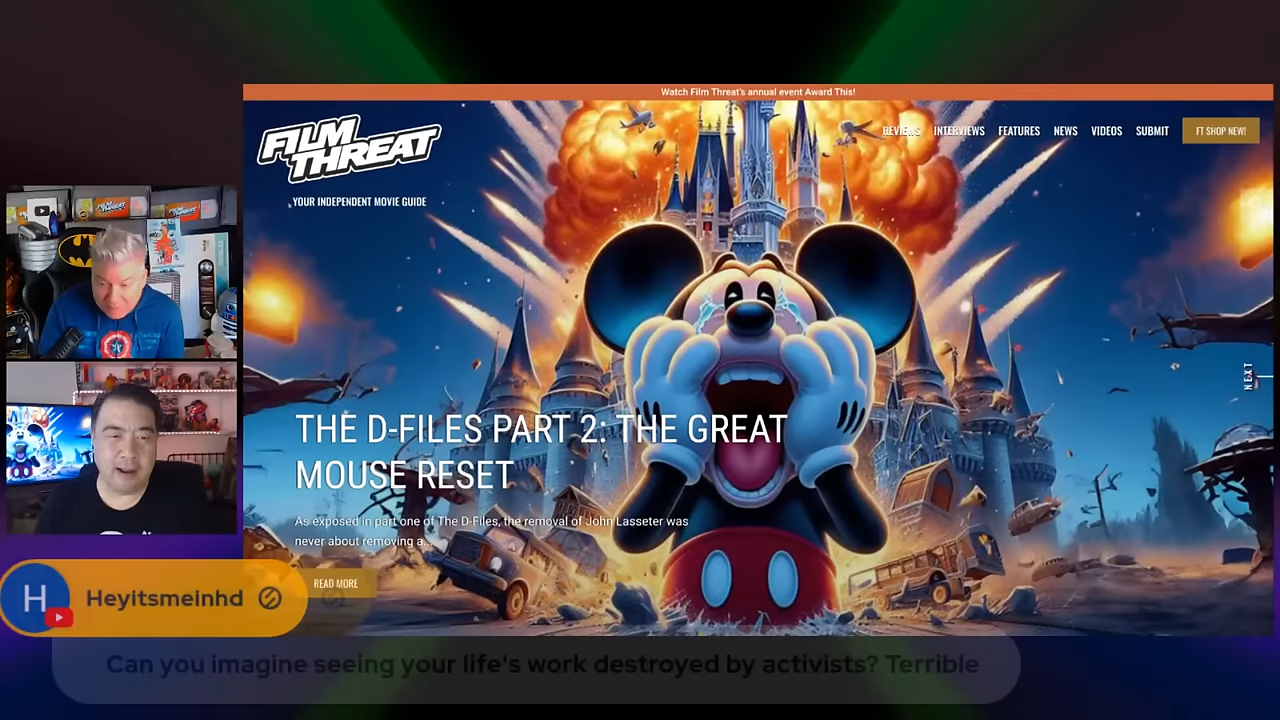 Watch Film Threat's annual event Award This!
FILM
THREAT
REVIEWS INTERVIEWS FEATURES NEWS VIDEOS SUBMIT FT SHOP NEW!
YOUR INDEPENDENT MOVIE GUIDE
NEXT
THE D-FILES PART 2: THE GREAT
MOUSE RESET
As exposed in part one of The D-Files, the removal of John Lasseter was
never about removing a...
READ MORE
H
Heyitsmeinhd
Can you imagine seeing your life's work destroyed by activists? Terrible